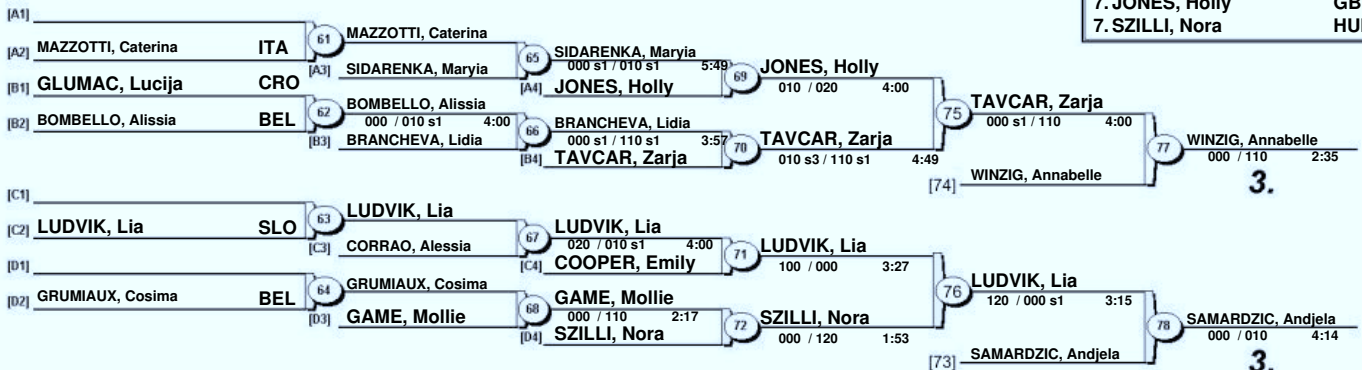 7. JONES, Holly GB
7. SZILLI, Nora HU
[A1]
[A2] MAZZOTTI, Caterina ITA
61 MAZZOTTI, Caterina
[A3] SIDARENKA, Maryia
65 SIDARENKA, Maryia
000 s1 / 010 s1 5:49
[A4] JONES, Holly
69 JONES, Holly
010 / 020 4:00
[B1] GLUMAC, Lucija CRO
[B2] BOMBELLO, Alissia BEL
62 BOMBELLO, Alissia
000 / 010 s1 4:00
[B3] BRANCHEVA, Lidia
66 BRANCHEVA, Lidia
000 s1 / 110 s1 3:57
[B4] TAVCAR, Zarja
70 TAVCAR, Zarja
010 s3 / 110 s1 4:49
75 TAVCAR, Zarja
000 s1 / 110 4:00
[74] WINZIG, Annabelle
77 WINZIG, Annabelle
000 / 110 2:35
3.
[C1]
[C2] LUDVIK, Lia SLO
63 LUDVIK, Lia
[C3] CORRAO, Alessia
67 LUDVIK, Lia
020 / 010 s1 4:00
[C4] COOPER, Emily
71 LUDVIK, Lia
100 / 000 3:27
[D1]
[D2] GRUMIAUX, Cosima BEL
64 GRUMIAUX, Cosima
[D3] GAME, Mollie
68 GAME, Mollie
000 / 110 2:17
[D4] SZILLI, Nora
72 SZILLI, Nora
000 / 120 1:53
76 LUDVIK, Lia
120 / 000 s1 3:15
[73] SAMARDZIC, Andjela
78 SAMARDZIC, Andjela
000 / 010 4:14
3.